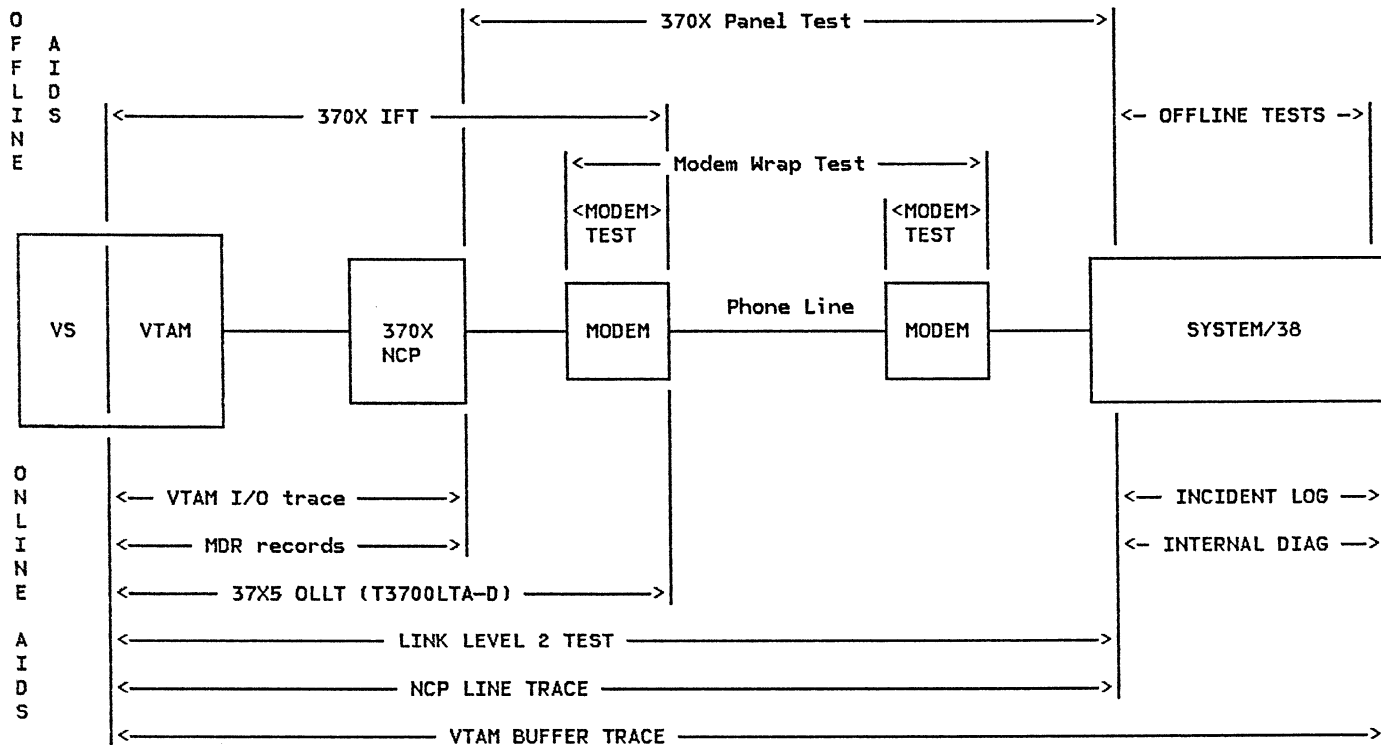 OFFLINE
AIDS
<— 370X Panel Test —>
<— 370X IFT —>
<— OFFLINE TESTS —>
<— Modem Wrap Test —>
<MODEM>
TEST
<MODEM>
TEST
VS
VTAM
370X
NCP
MODEM
Phone Line
MODEM
SYSTEM/38
ONLINE
AIDS
<— VTAM I/O trace —>
<— INCIDENT LOG —>
<— MDR records —>
<— INTERNAL DIAG —>
<— 37X5 OLLT (T3700LTA-D) —>
<— LINK LEVEL 2 TEST —>
<— NCP LINE TRACE —>
<— VTAM BUFFER TRACE —>